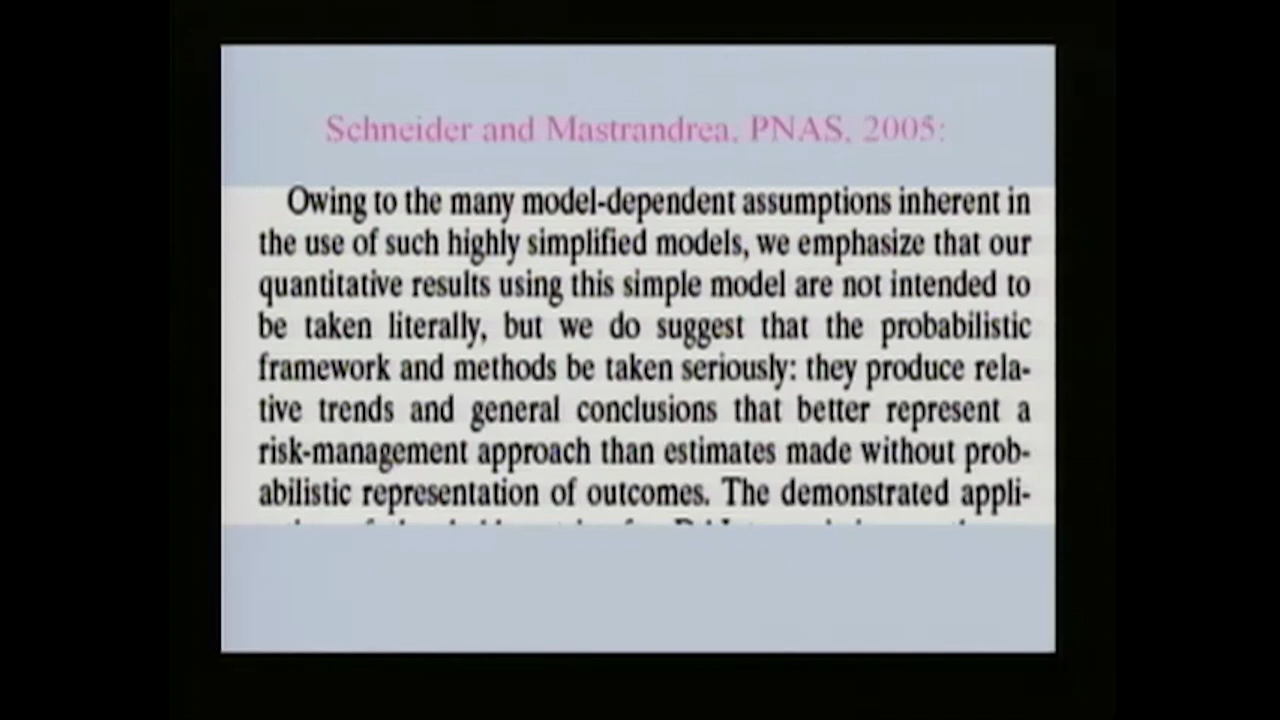 Schneider and Mastrandrea, PNAS, 2005:
Owing to the many model-dependent assumptions inherent in
the use of such highly simplified models, we emphasize that our
quantitative results using this simple model are not intended to
be taken literally, but we do suggest that the probabilistic
framework and methods be taken seriously: they produce rela-
tive trends and general conclusions that better represent a
risk-management approach than estimates made without prob-
abilistic representation of outcomes. The demonstrated appli-